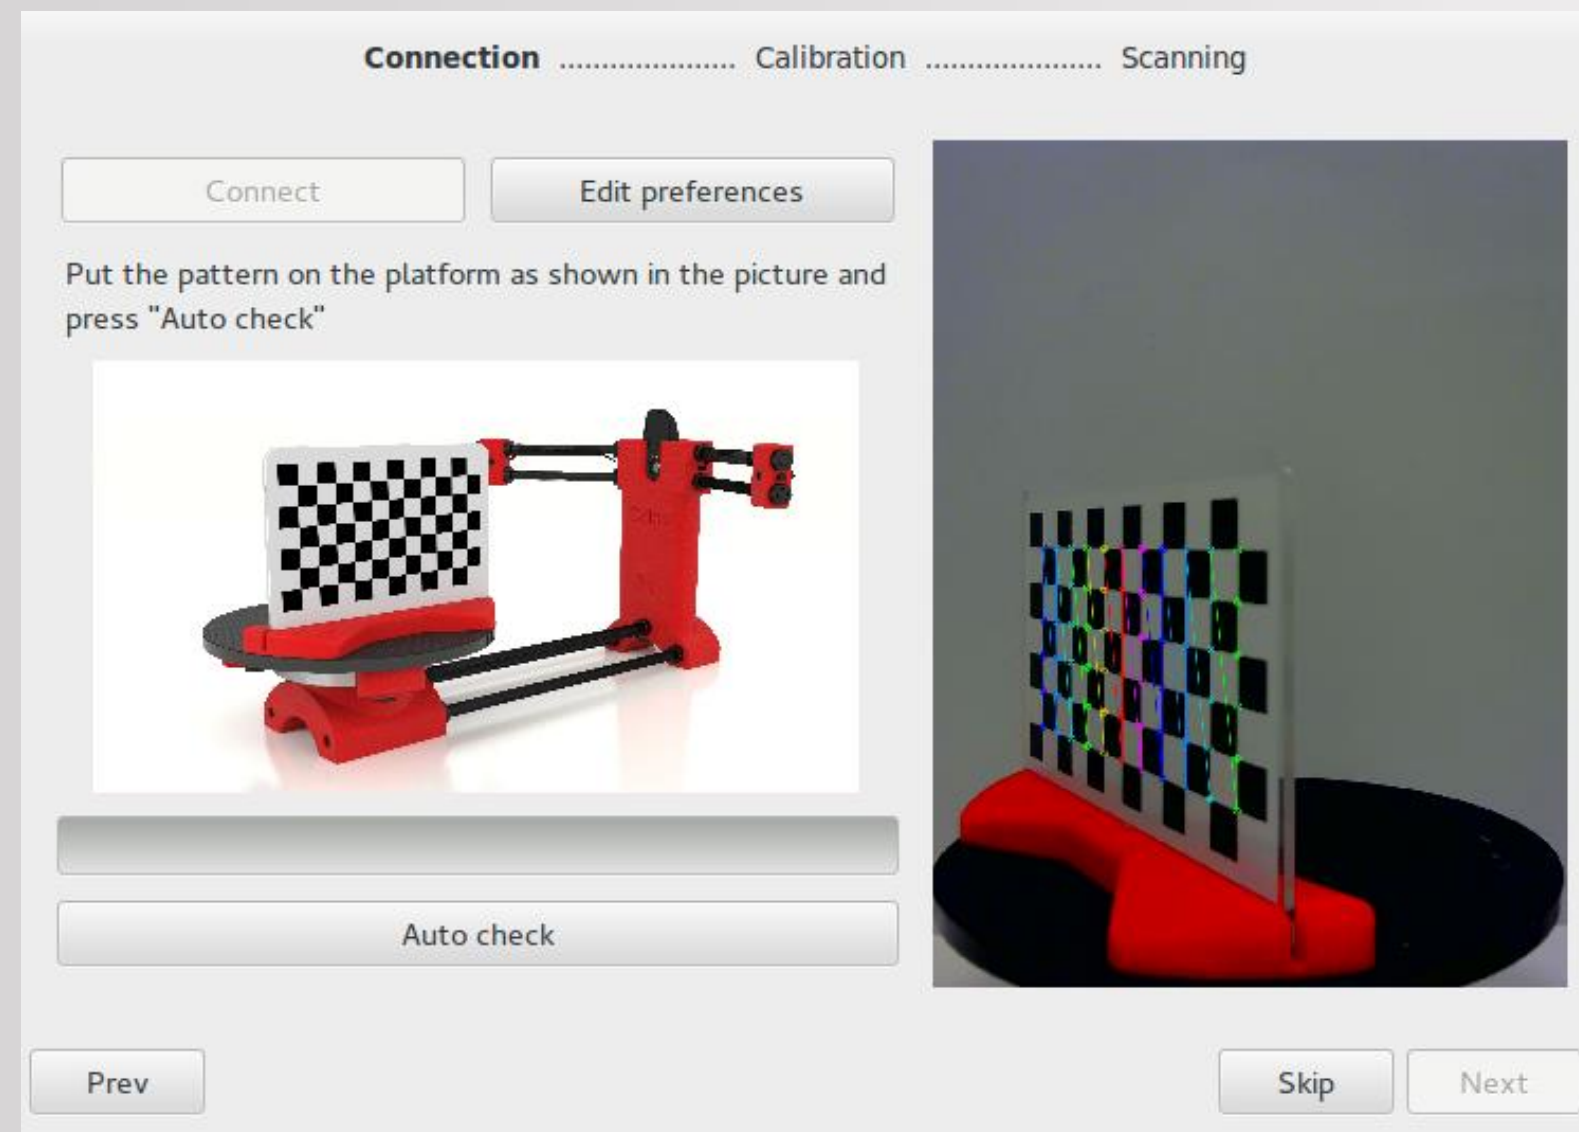 Connection ..................... Calibration ..................... Scanning
Connect
Edit preferences
Put the pattern on the platform as shown in the picture and
press "Auto check"
Auto check
Prev
Skip
Next